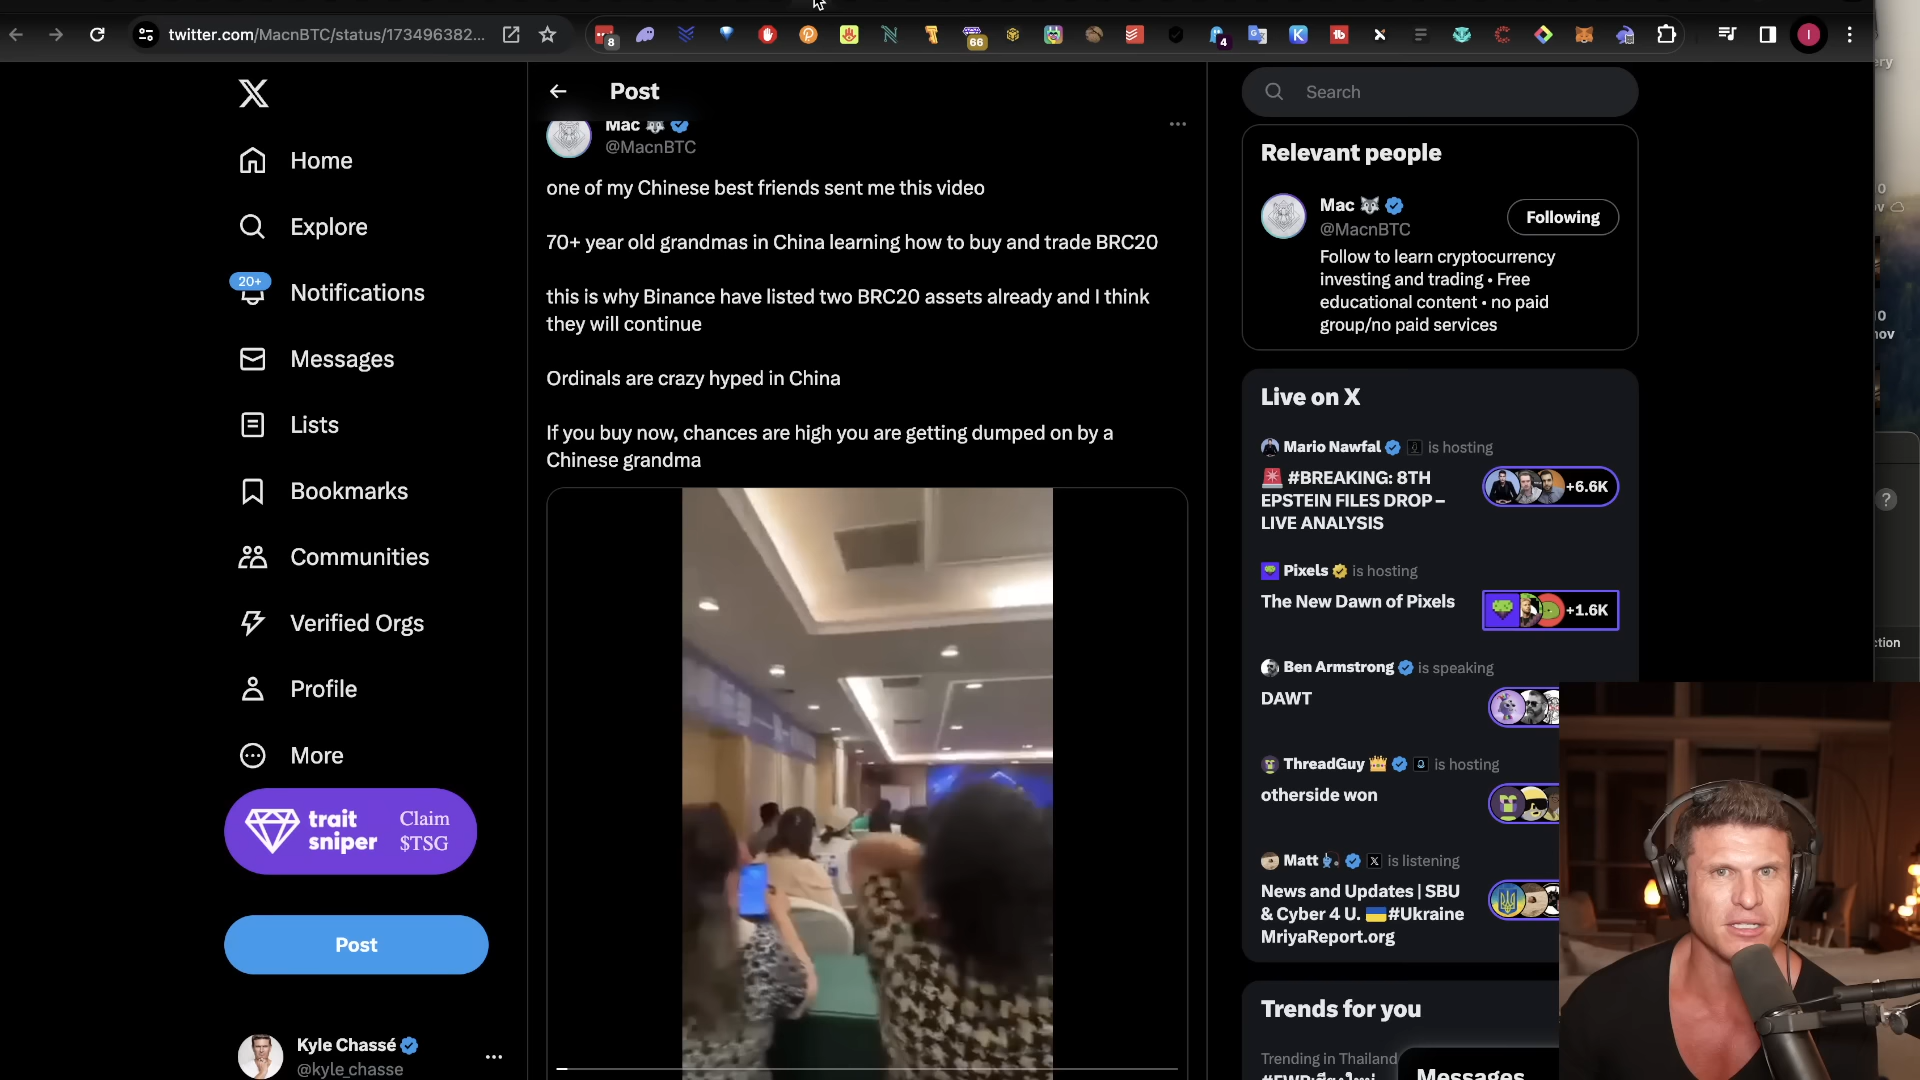 twitter.com/MacnBTC/status/173496382...
Post
Search
Mac
@MacnBTC
one of my Chinese best friends sent me this video
70+ year old grandmas in China learning how to buy and trade BRC20
this is why Binance have listed two BRC20 assets already and I think
they will continue
Ordinals are crazy hyped in China
If you buy now, chances are high you are getting dumped on by a
Chinese grandma
Home
Explore
20+
Notifications
Messages
Lists
Bookmarks
Communities
Verified Orgs
Profile
More
trait
sniper
Claim
$TSG
Post
Kyle Chassé
@kyle_chasse
Relevant people
Mac
@MacnBTC
Following
Follow to learn cryptocurrency
investing and trading • Free
educational content • no paid
group/no paid services
Live on X
Mario Nawfal is hosting
#BREAKING: 8TH
EPSTEIN FILES DROP –
LIVE ANALYSIS
+6.6K
Pixels is hosting
The New Dawn of Pixels
+1.6K
Ben Armstrong is speaking
DAWT
ThreadGuy is hosting
otherside won
Matt is listening
News and Updates | SBU
& Cyber 4 U. #Ukraine
MriyaReport.org
Trends for you
Trending in Thailand
Messages